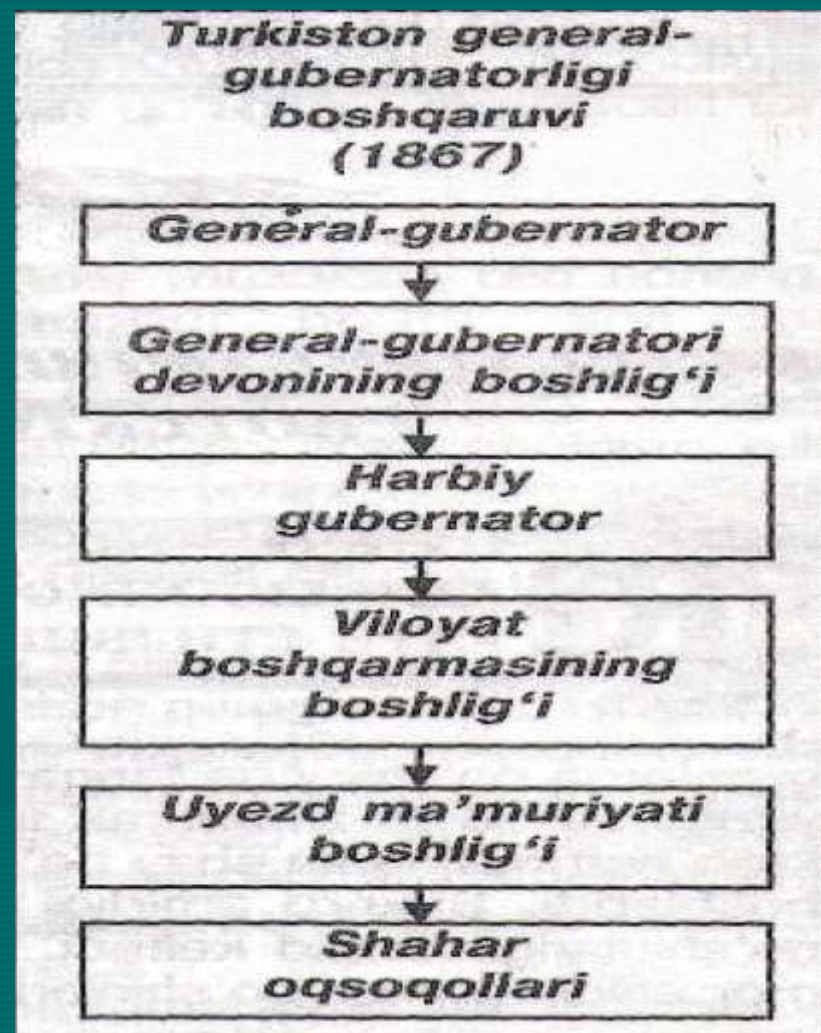 Turkiston general-
gubernatorligi
boshqaruvi
(1867)
General-gubernator
General-gubernatori
devonining boshlig‘i
Harbiy
gubernator
Viloyat
boshqarmasining
boshlig‘i
Uyezd ma’muriyati
boshlig‘i
Shahar
oqsoqollari